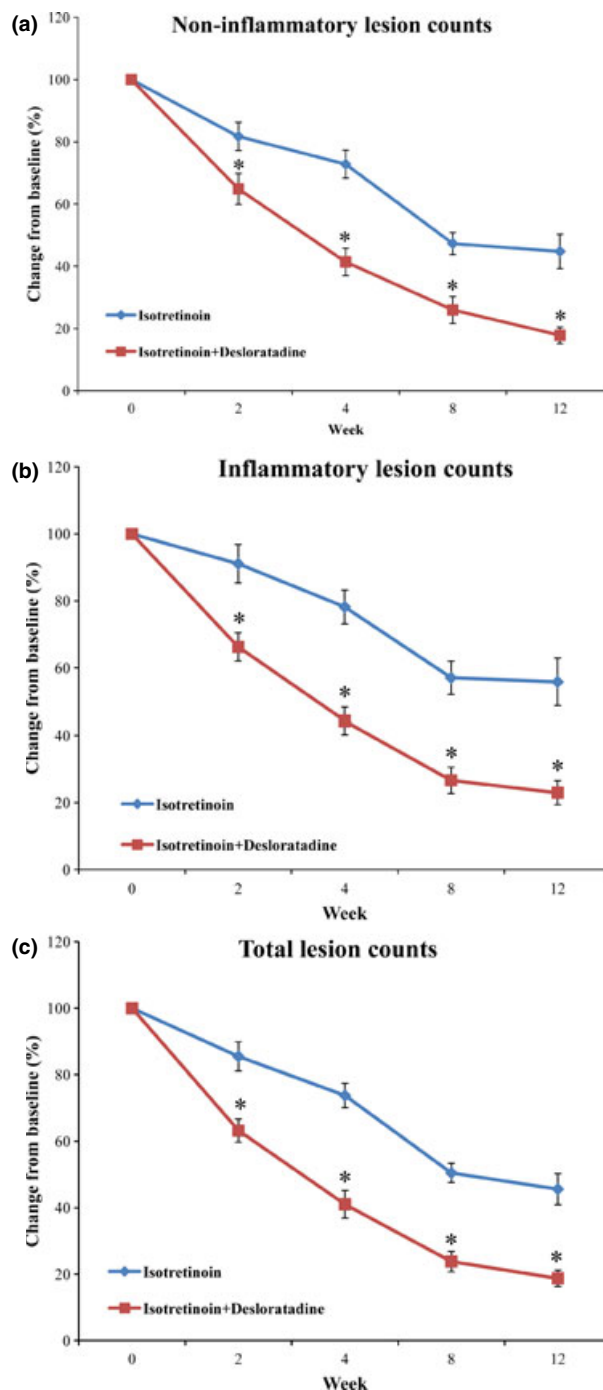 (a)
Non-inflammatory lesion counts
Change from baseline (%)
120
100
80
60
40
20
0
*
*
*
*
Isotretinoin
Isotretinoin+Desloratadine
0 2 4 8 12
Week
(b)
Inflammatory lesion counts
Change from baseline (%)
120
100
80
60
40
20
0
*
*
*
*
Isotretinoin
Isotretinoin+Desloratadine
0 2 4 8 12
Week
(c)
Total lesion counts
Change from baseline (%)
120
100
80
60
40
20
0
*
*
*
*
Isotretinoin
Isotretinoin+Desloratadine
0 2 4 8 12
Week